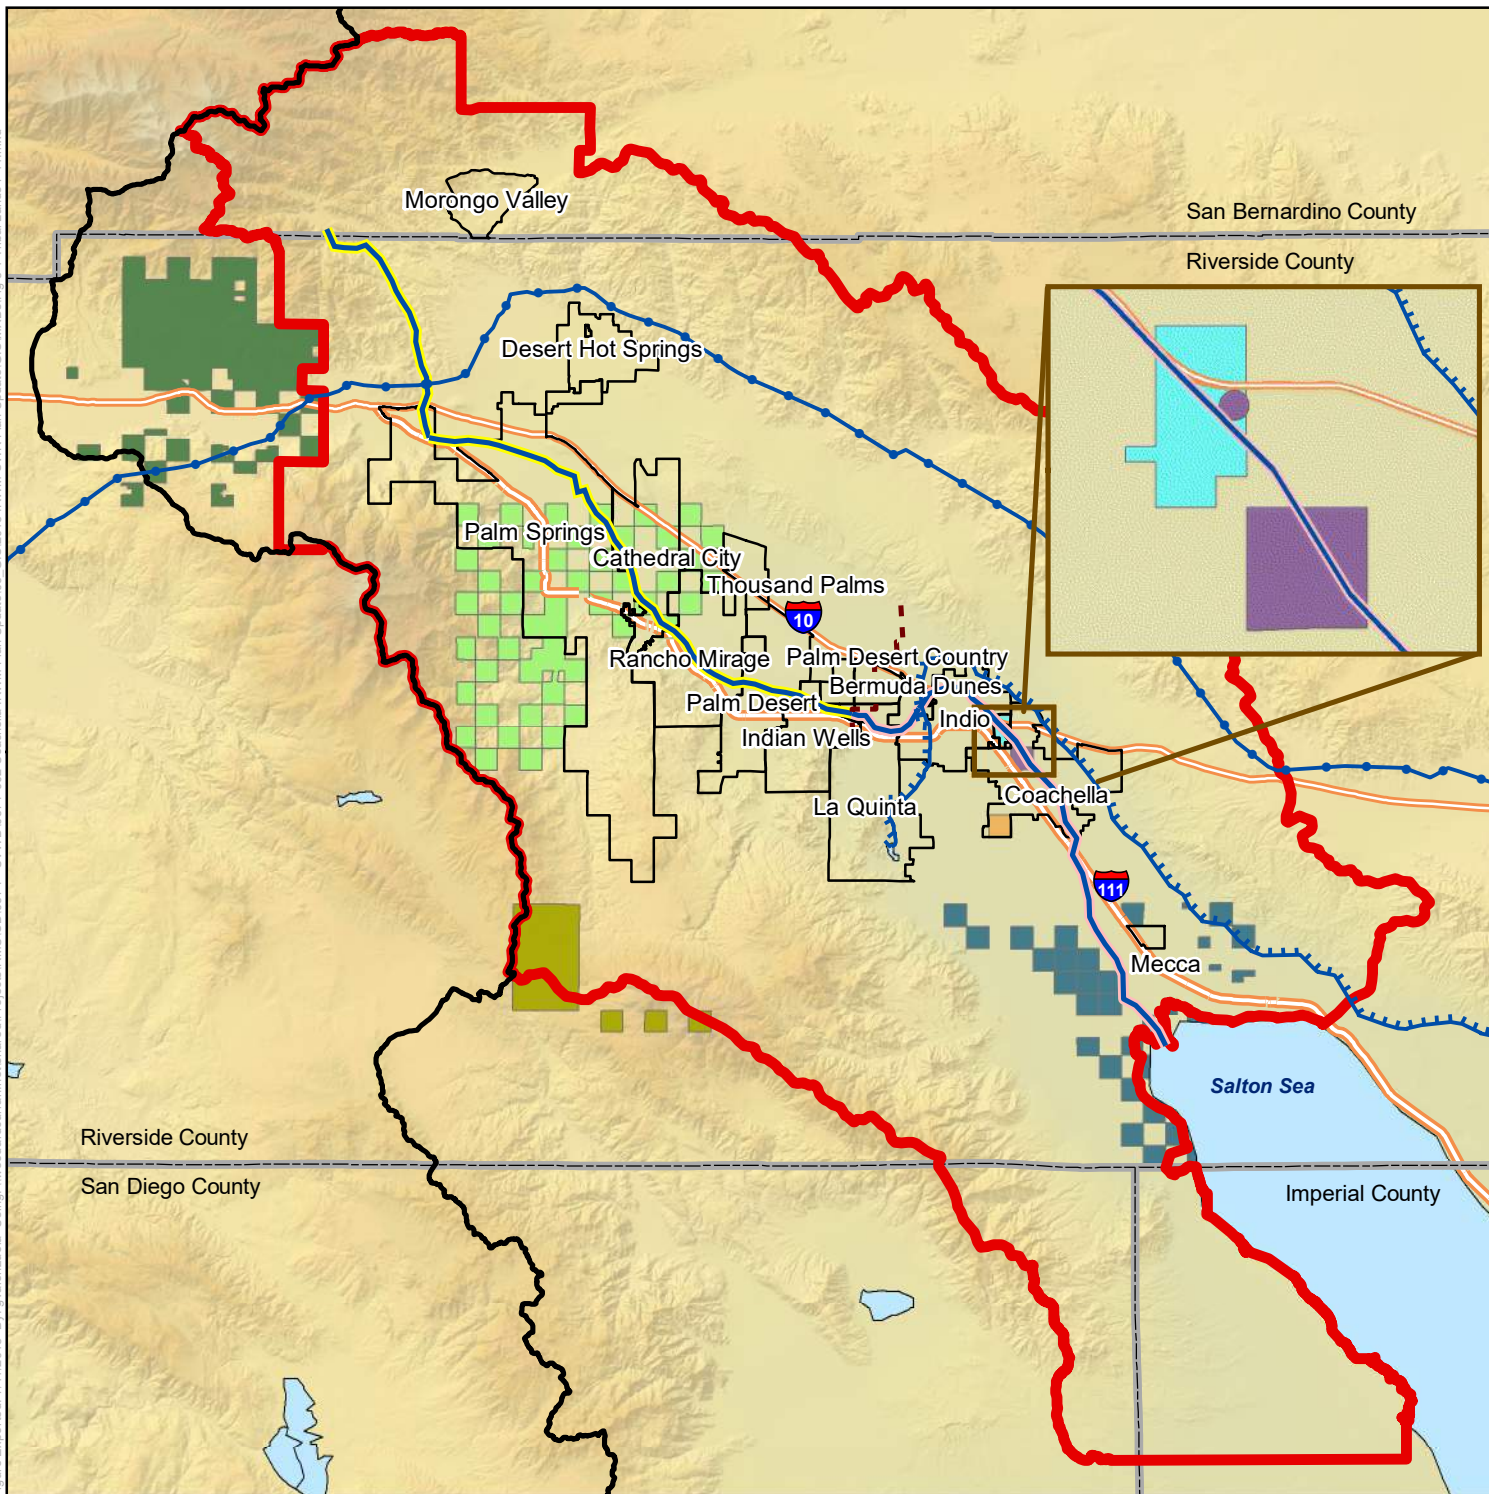 Morongo Valley
San Bernardino County
Riverside County
Desert Hot Springs
Palm Springs
Cathedral City
Thousand Palms
10
Rancho Mirage
Palm Desert Country
Bermuda Dunes
Palm Desert
Indio
Indian Wells
La Quinta
Coachella
111
Mecca
Salton Sea
Riverside County
San Diego County
Imperial County